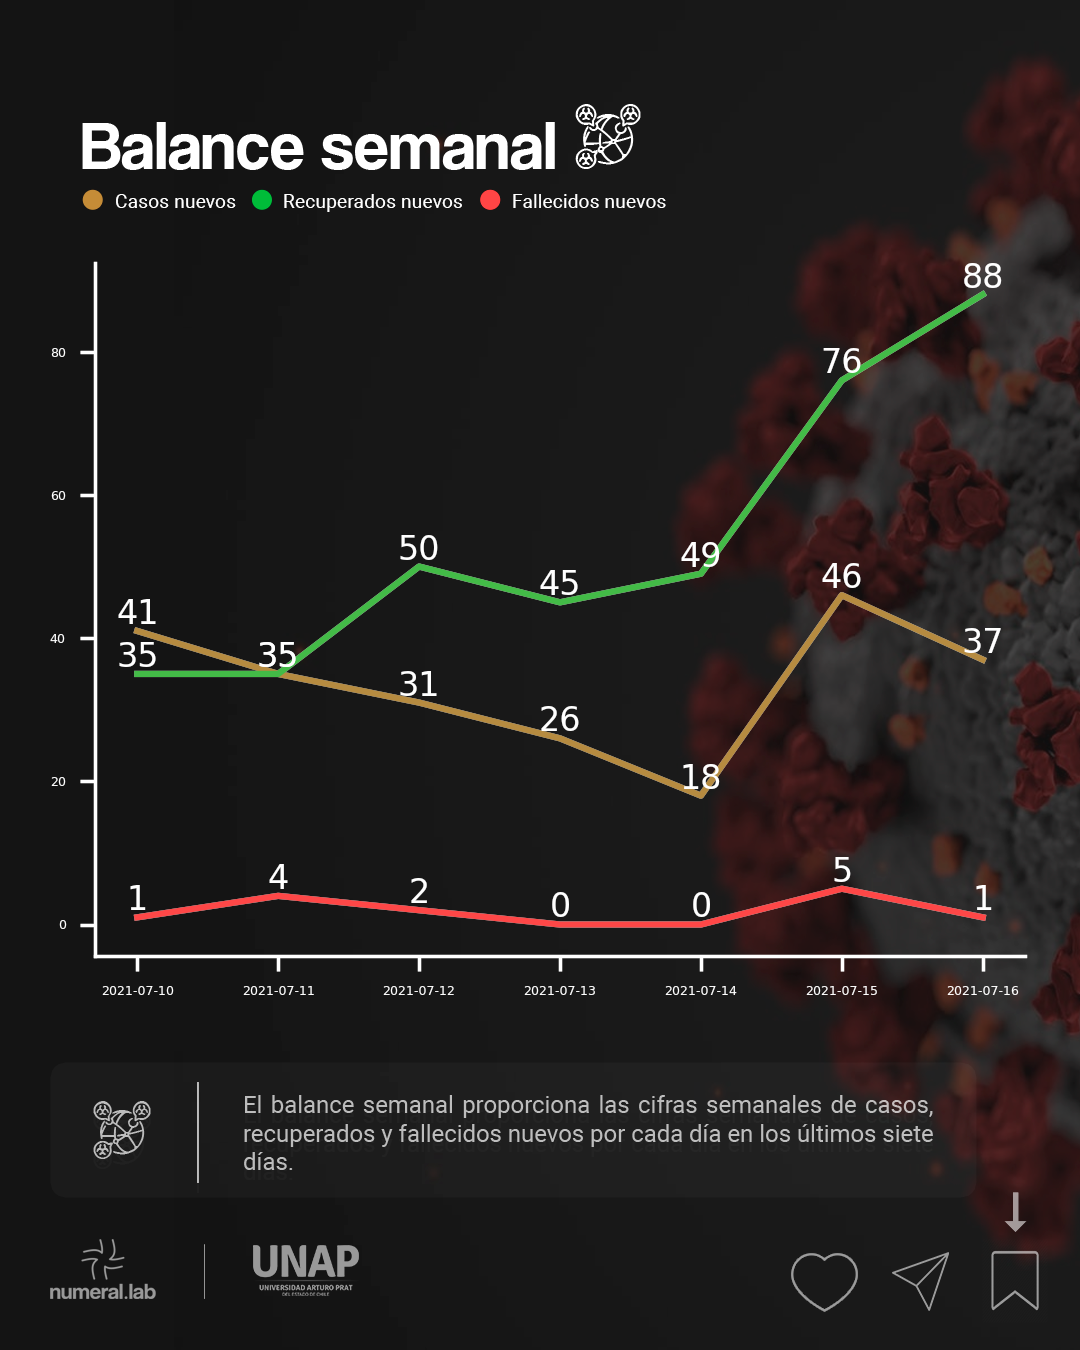 Balance semanal
Casos nuevos Recuperados nuevos Fallecidos nuevos
88
80
76
60
50
45
49
46
41
40
35
35
37
31
26
20
18
5
4
2
1
0
0
1
0
2021-07-10 2021-07-11 2021-07-12 2021-07-13 2021-07-14 2021-07-15 2021-07-16
El balance semanal proporciona las cifras semanales de casos,
recuperados y fallecidos nuevos por cada día en los últimos siete
días.
numeral.lab
UNAP
UNIVERSIDAD ARTURO PRAT
DEL ESTADO DE CHILE